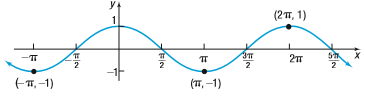 y
(2π, 1)
1
-π
-π/2
π/2
π
3π/2
2π
5π/2
x
-1
(-π, -1)
(π, -1)